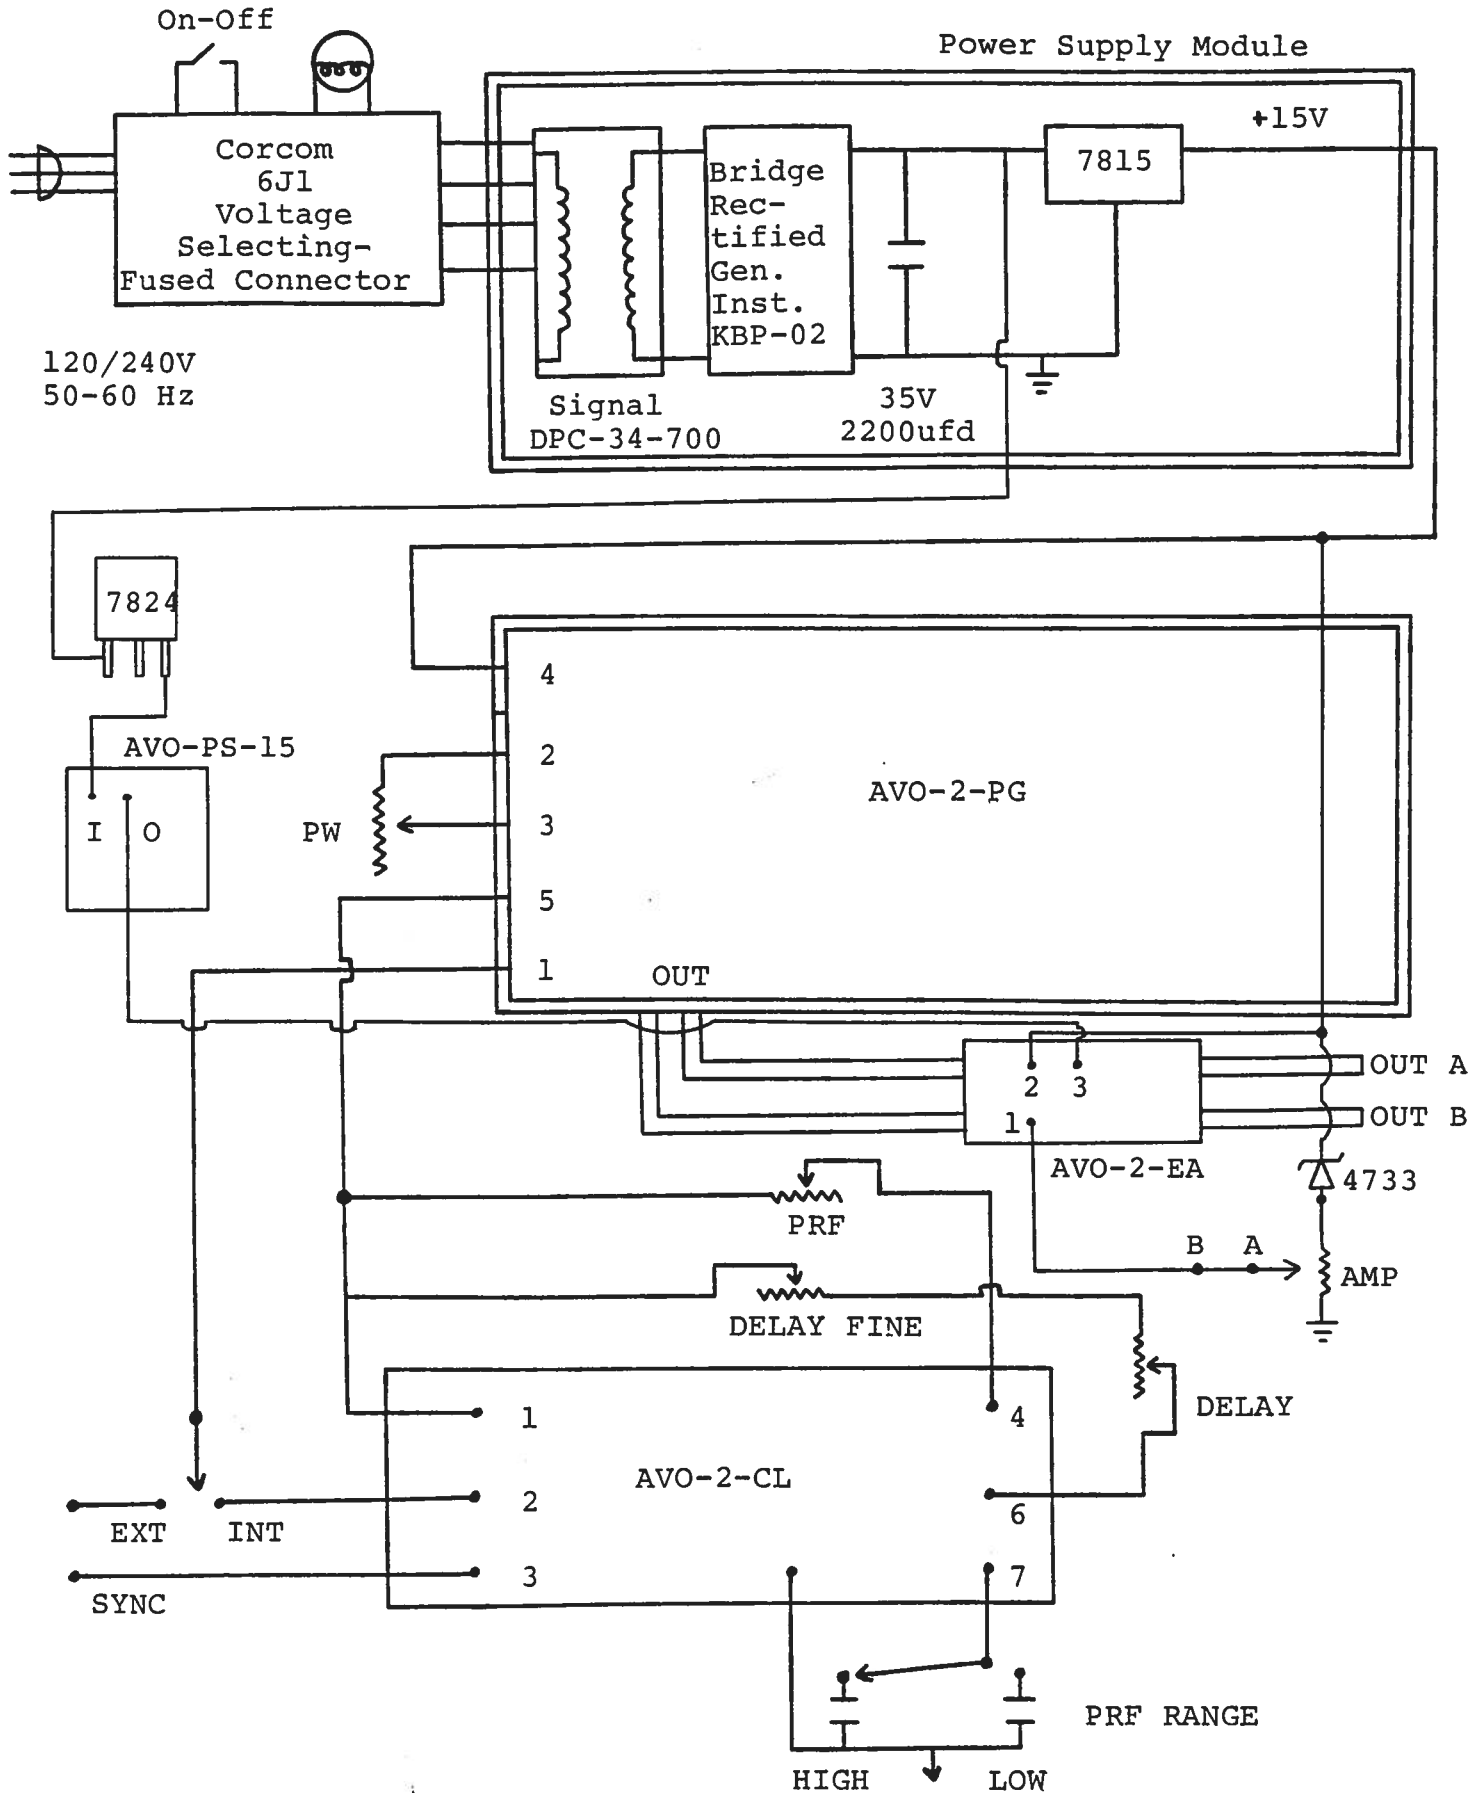 On-Off
Power Supply Module
+15V
Corcom
6J1
Voltage
Selecting-
Fused Connector
Bridge
Rec-
tified
Gen.
Inst.
KBP-02
7815
120/240V
50-60 Hz
Signal
DPC-34-700
35V
2200ufd
7824
4
AVO-PS-15
2
AVO-2-PG
I O
PW
3
5
1
OUT
2 3
1
OUT A
OUT B
AVO-2-EA
4733
PRF
B A
AMP
DELAY FINE
DELAY
1
4
AVO-2-CL
2
6
EXT INT
3
7
SYNC
PRF RANGE
HIGH LOW